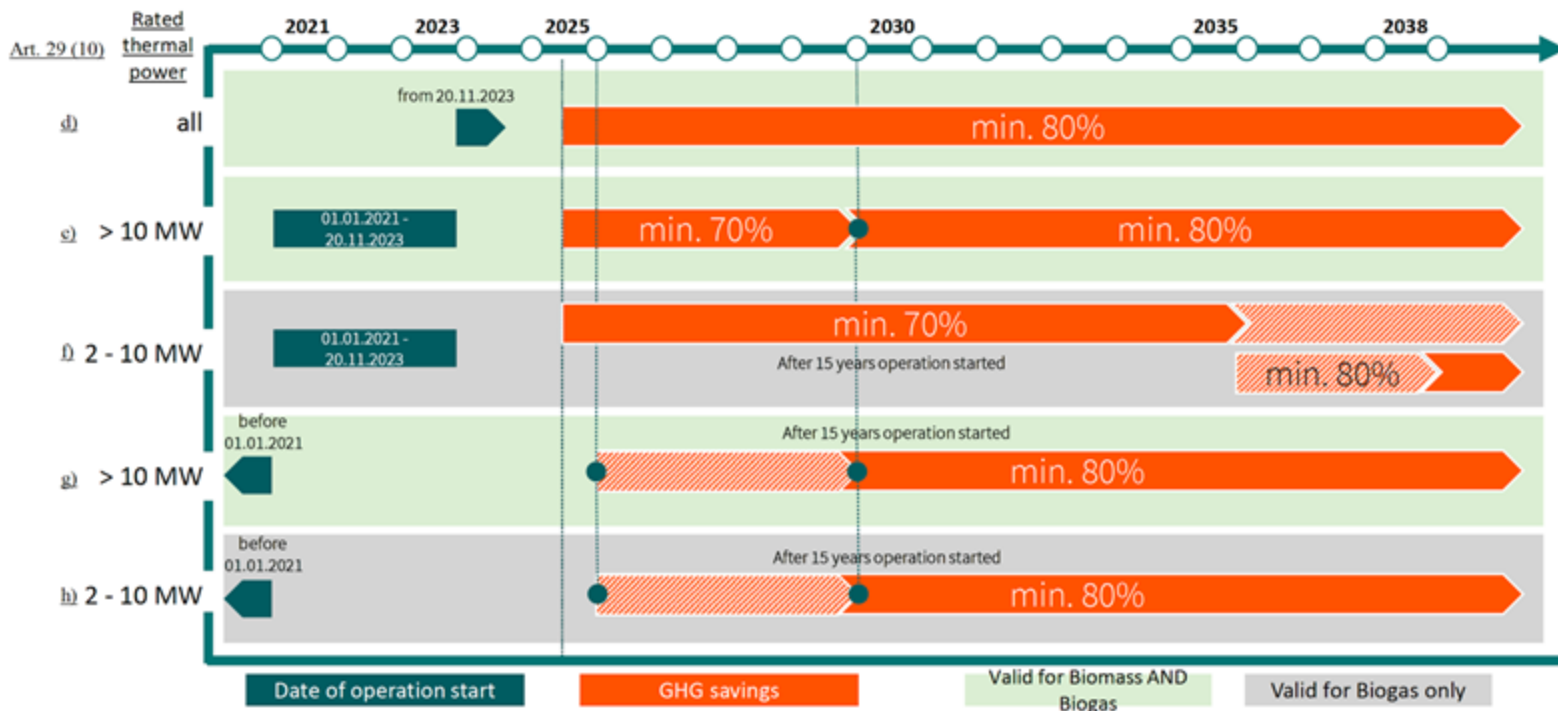 Rated
thermal
power
Art. 29 (10)
2021 2023 2025 2030 2035 2038
from 20.11.2023
d) all
min. 80%
01.01.2021 -
20.11.2023
e) > 10 MW
min. 70% min. 80%
min. 70%
01.01.2021 -
20.11.2023
f) 2 - 10 MW
After 15 years operation started
min. 80%
before
01.01.2021
After 15 years operation started
g) > 10 MW
min. 80%
before
01.01.2021
After 15 years operation started
h) 2 - 10 MW
min. 80%
Date of operation start
GHG savings
Valid for Biomass AND
Biogas
Valid for Biogas only